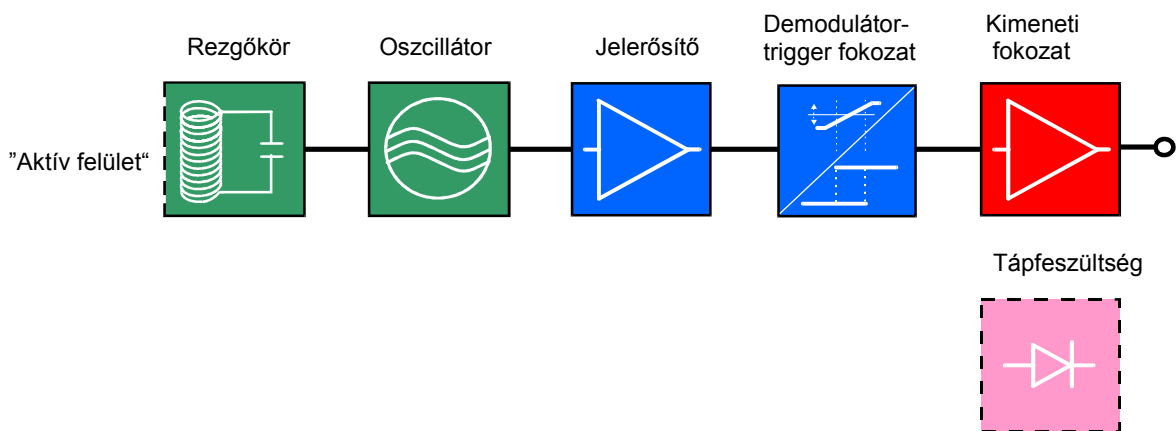 Rezgőkör
Oszcillátor
Jelerősítő
Demodulátor-
trigger fokozat
Kimeneti
fokozat
”Aktív felület“
Tápfeszültség